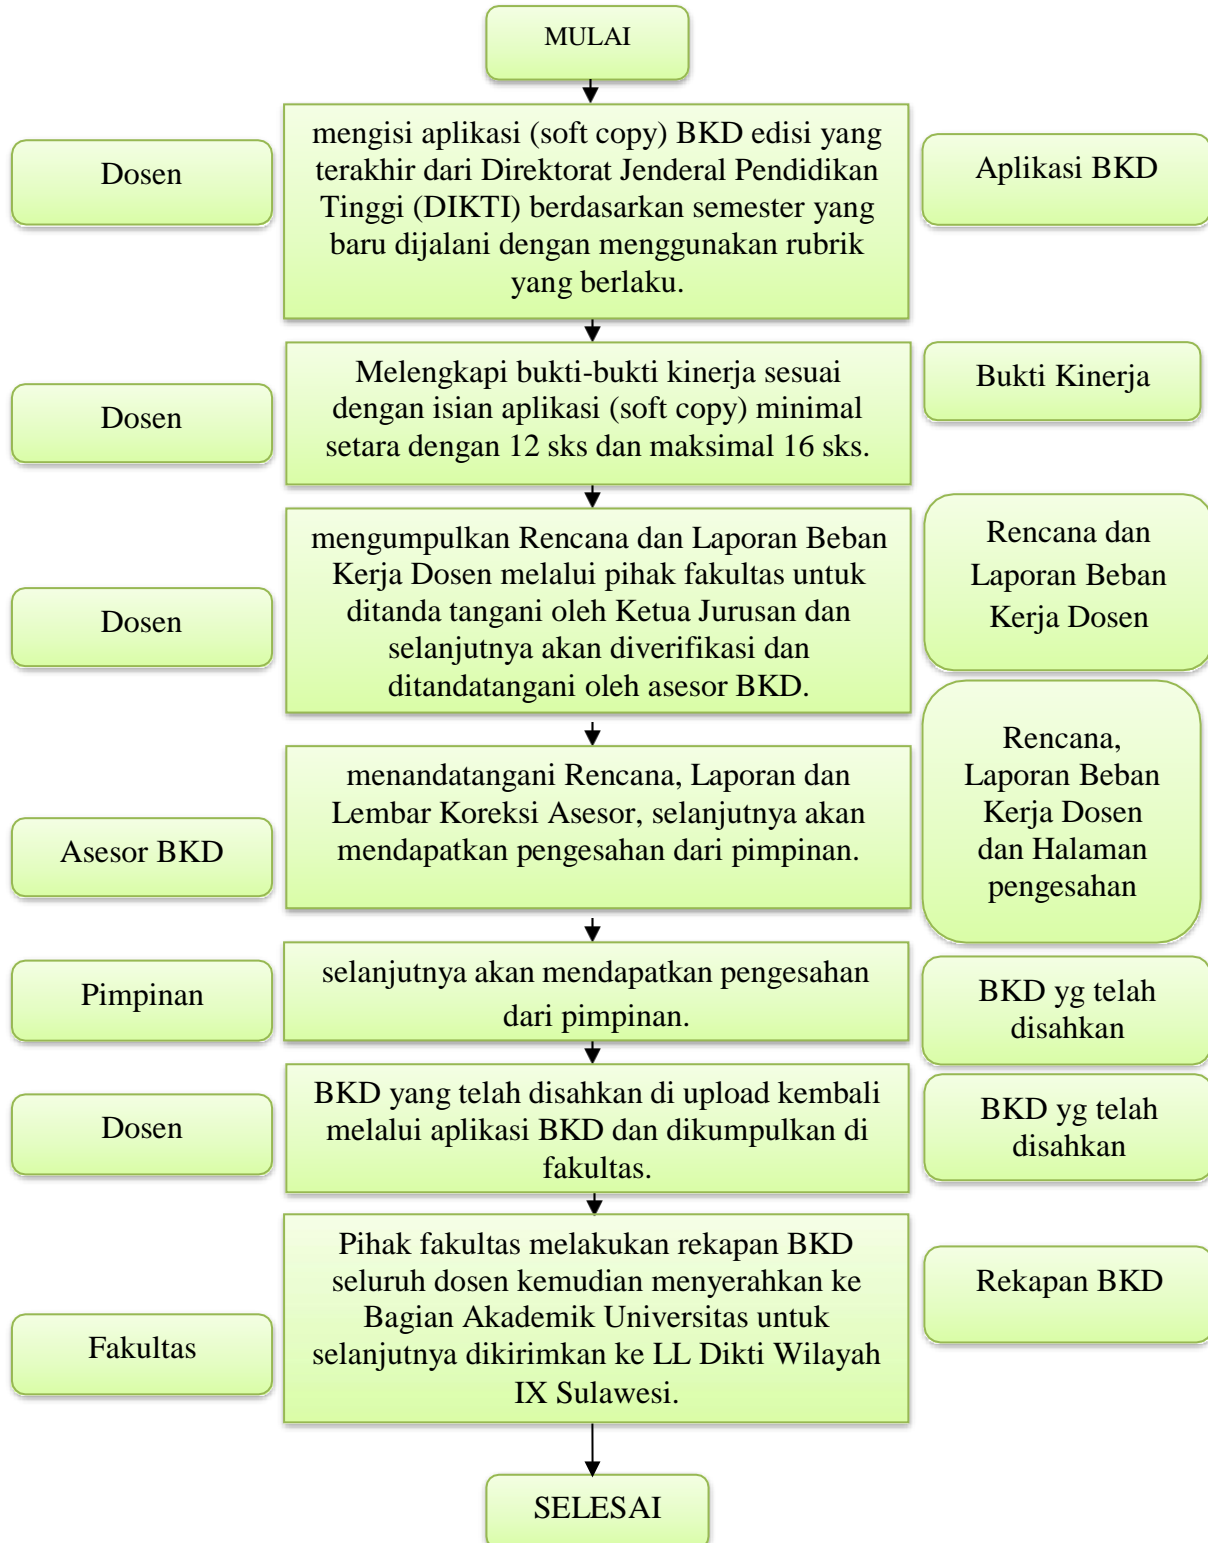 MULAI
Dosen
mengisi aplikasi (soft copy) BKD edisi yang
terakhir dari Direktorat Jenderal Pendidikan
Tinggi (DIKTI) berdasarkan semester yang
baru dijalani dengan menggunakan rubrik
yang berlaku.
Aplikasi BKD
Dosen
Melengkapi bukti-bukti kinerja sesuai
dengan isian aplikasi (soft copy) minimal
setara dengan 12 sks dan maksimal 16 sks.
Bukti Kinerja
Dosen
mengumpulkan Rencana dan Laporan Beban
Kerja Dosen melalui pihak fakultas untuk
ditanda tangani oleh Ketua Jurusan dan
selanjutnya akan diverifikasi dan
ditandatangani oleh asesor BKD.
Rencana dan
Laporan Beban
Kerja Dosen
Asesor BKD
menandatangani Rencana, Laporan dan
Lembar Koreksi Asesor, selanjutnya akan
mendapatkan pengesahan dari pimpinan.
Rencana,
Laporan Beban
Kerja Dosen
dan Halaman
pengesahan
Pimpinan
selanjutnya akan mendapatkan pengesahan
dari pimpinan.
BKD yg telah
disahkan
Dosen
BKD yang telah disahkan di upload kembali
melalui aplikasi BKD dan dikumpulkan di
fakultas.
BKD yg telah
disahkan
Fakultas
Pihak fakultas melakukan rekapan BKD
seluruh dosen kemudian menyerahkan ke
Bagian Akademik Universitas untuk
selanjutnya dikirimkan ke LL Dikti Wilayah
IX Sulawesi.
Rekapan BKD
SELESAI